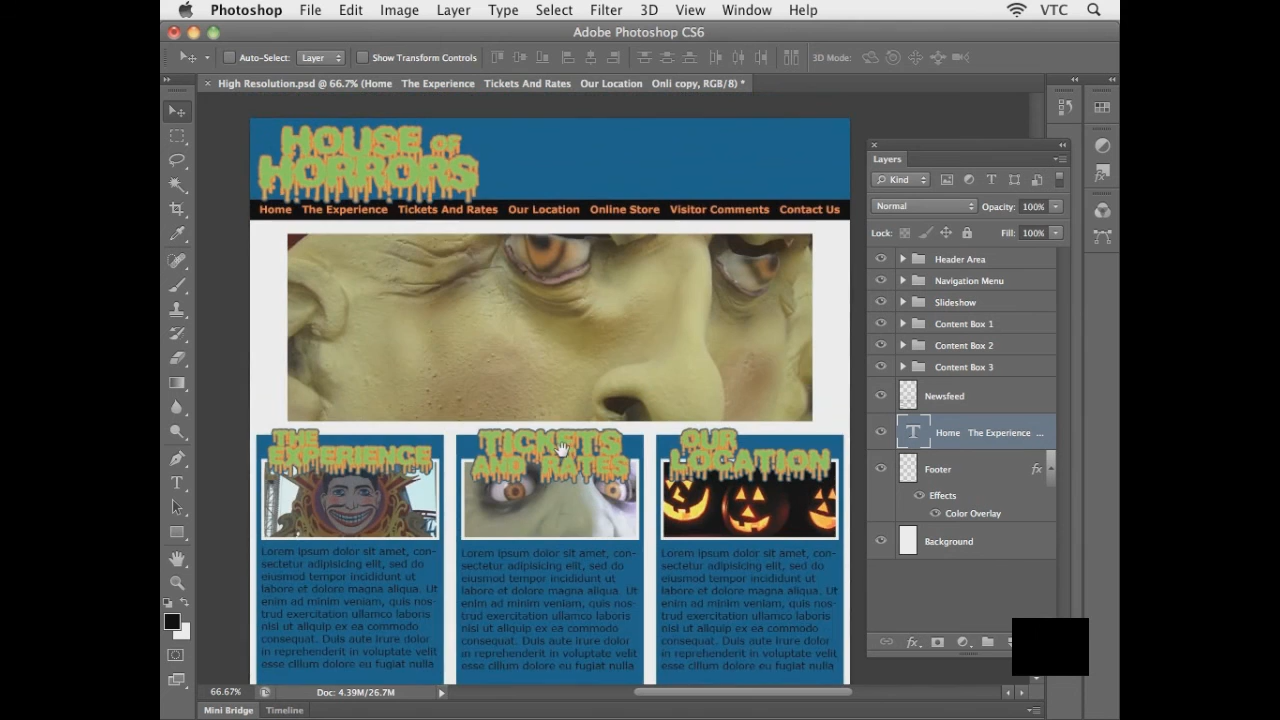 Photoshop File Edit Image Layer Type Select Filter 3D View Window Help VTC
Adobe Photoshop CS6
Auto-Select: Layer Show Transform Controls 3D Mode:
High Resolution.psd @ 66.7% (Home The Experience Tickets And Rates Our Location Onli copy, RGB/8) *
HOUSE OF
HORRORS
Home The Experience Tickets And Rates Our Location Online Store Visitor Comments Contact Us
THE
EXPERIENCE
Lorem ipsum dolor sit amet, con-
sectetur adipisicing elit, sed do
eiusmod tempor incididunt ut
labore et dolore magna aliqua. Ut
enim ad minim veniam, quis nos-
trud exercitation ullamco laboris
nisi ut aliquip ex ea commodo
consequat. Duis aute irure dolor
in reprehenderit in voluptate velit
esse cillum dolore eu fugiat nulla
TICKETS
AND RATES
Lorem ipsum dolor sit amet, con-
sectetur adipisicing elit, sed do
eiusmod tempor incididunt ut
labore et dolore magna aliqua. Ut
enim ad minim veniam, quis nos-
trud exercitation ullamco laboris
nisi ut aliquip ex ea commodo
consequat. Duis aute irure dolor
in reprehenderit in voluptate velit
esse cillum dolore eu fugiat nulla
OUR
LOCATION
Lorem ipsum dolor sit amet, con-
sectetur adipisicing elit, sed do
eiusmod tempor incididunt ut
labore et dolore magna aliqua. Ut
enim ad minim veniam, quis nos-
trud exercitation ullamco laboris
nisi ut aliquip ex ea commodo
consequat. Duis aute irure dolor
in reprehenderit in voluptate velit
esse cillum dolore eu fugiat nulla
Layers
Kind
Normal Opacity: 100%
Lock: Fill: 100%
Header Area
Navigation Menu
Slideshow
Content Box 1
Content Box 2
Content Box 3
Newsfeed
Home The Experience ...
Footer fx
Effects
Color Overlay
Background
66.67% Doc: 4.39M/26.7M
Mini Bridge Timeline